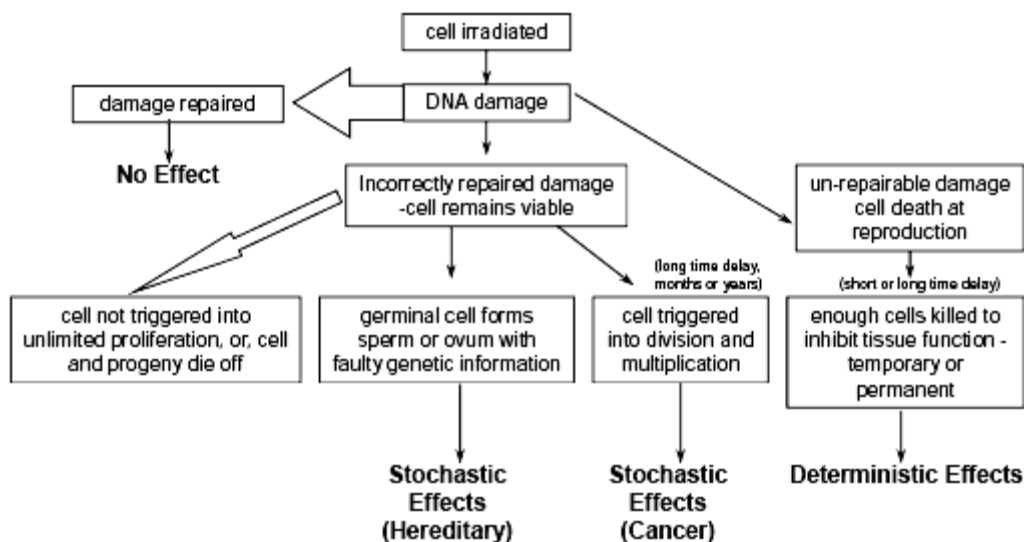 cell irradiated
damage repaired
DNA damage
No Effect
Incorrectly repaired damage
-cell remains viable
un-repairable damage
cell death at
reproduction
(long time delay,
months or years)
(short or long time delay)
cell not triggered into
unlimited proliferation, or, cell
and progeny die off
germinal cell forms
sperm or ovum with
faulty genetic information
cell triggered
into division and
multiplication
enough cells killed to
inhibit tissue function -
temporary or
permanent
Stochastic
Effects
(Hereditary)
Stochastic
Effects
(Cancer)
Deterministic Effects